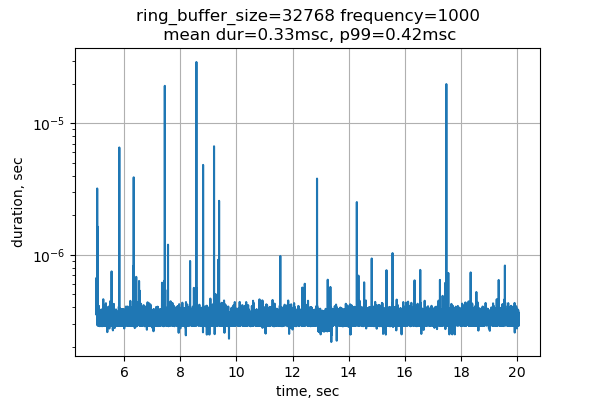 ring_buffer_size=32768 frequency=1000
mean dur=0.33msc, p99=0.42msc
duration, sec
10⁻⁵
10⁻⁶
6 8 10 12 14 16 18 20
time, sec